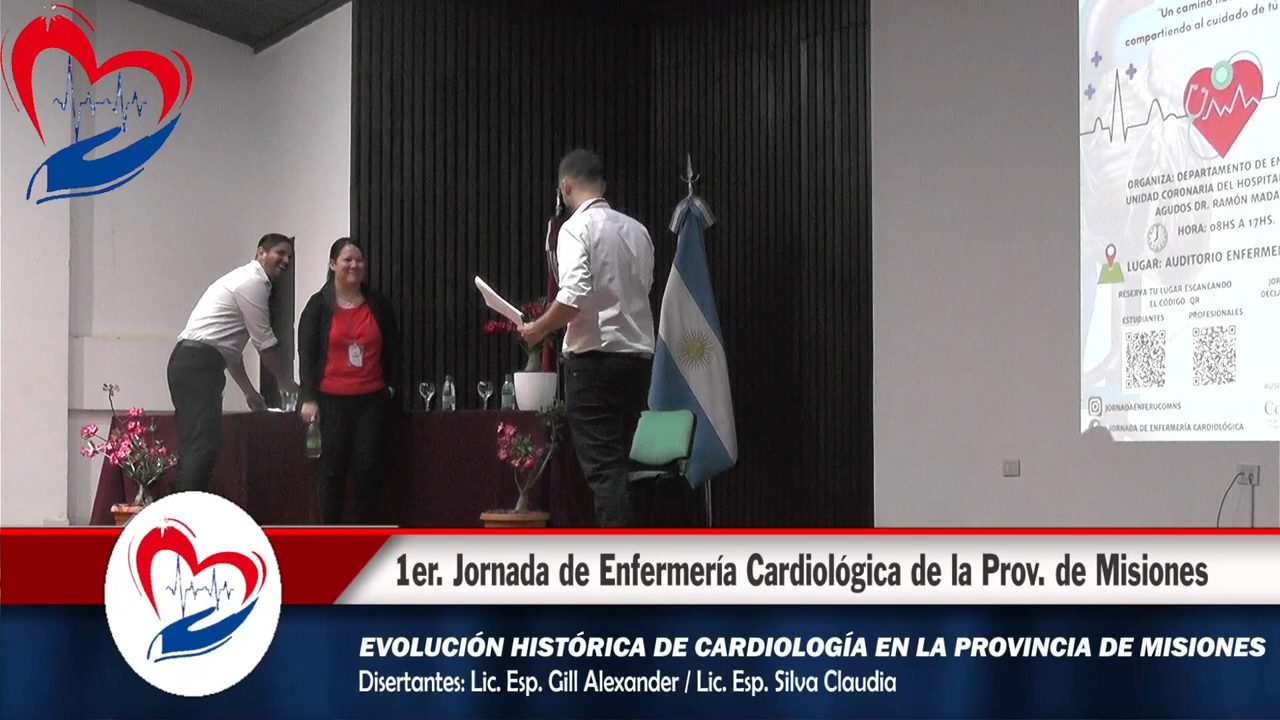 "Un camino
compartiendo al cuidado de tu
ORGANIZA: DEPARTAMENTO DE
UNIDAD CORONARIA DEL HOSPITAL
AGUDOS DR. RAMÓN
HORA: 08HS A 17HS.
LUGAR: AUDITORIO
RESERVA TU LUGAR ESCANEANDO
EL CÓDIGO QR
ESTUDIANTES
PROFESIONALES
JORNADAENFERUCOMNS
JORNADA DE ENFERMERÍA CARDIOLÓGICA
1er. Jornada de Enfermería Cardiológica de la Prov. de Misiones
EVOLUCIÓN HISTÓRICA DE CARDIOLOGÍA EN LA PROVINCIA DE MISIONES
Disertantes: Lic. Esp. Gill Alexander / Lic. Esp. Silva Claudia